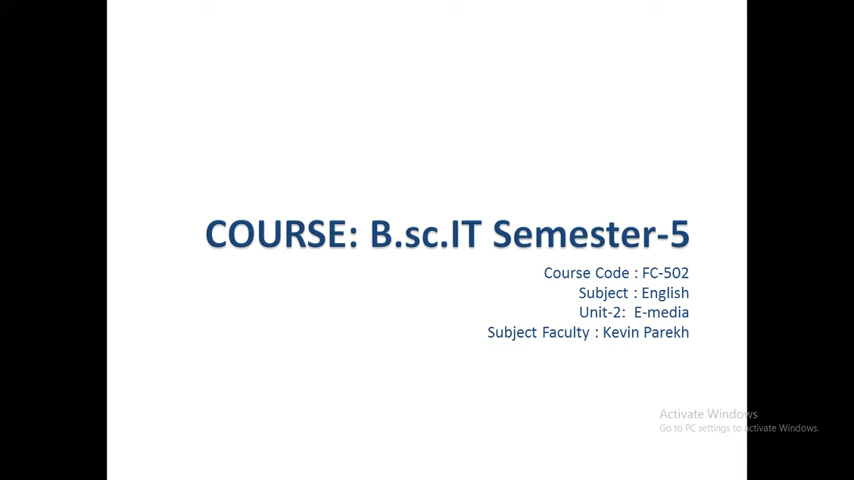 COURSE: B.sc.IT Semester-5
Course Code : FC-502
Subject : English
Unit-2: E-media
Subject Faculty : Kevin Parekh
Activate Windows
Go to PC settings to activate Windows.